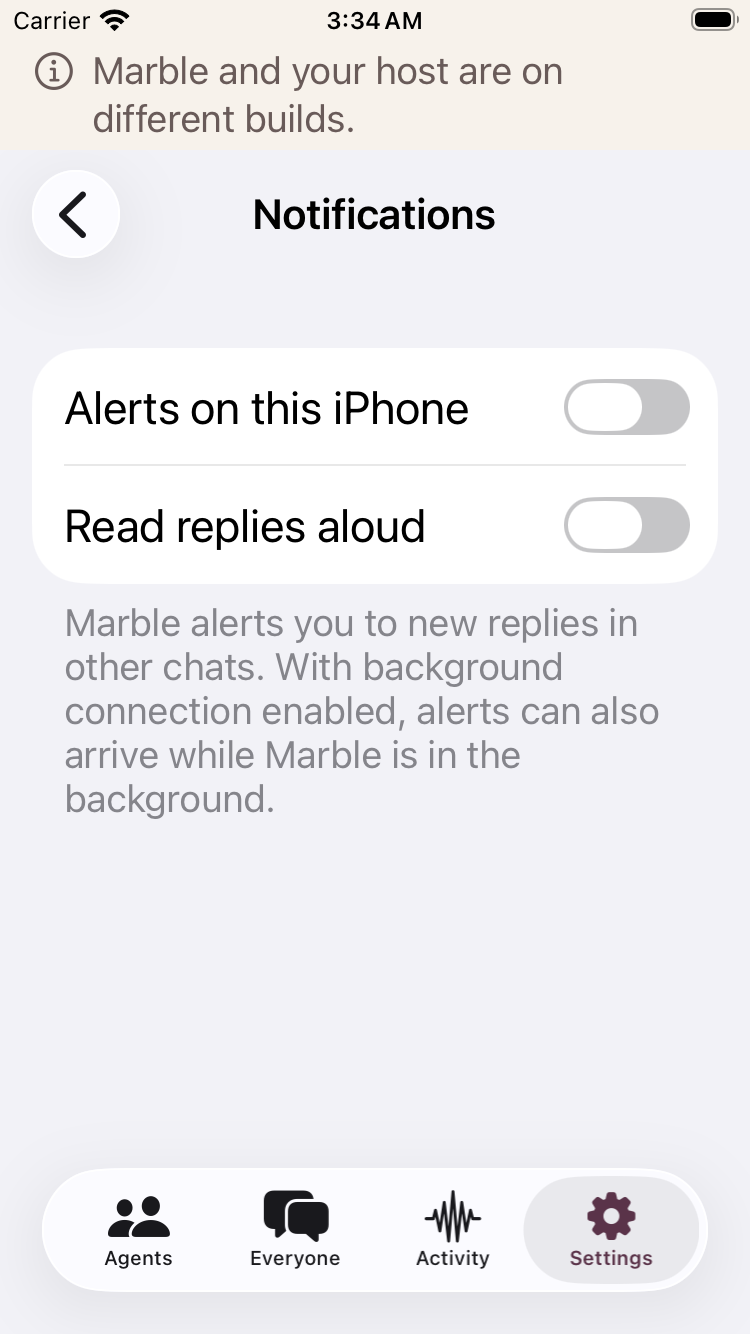 Carrier 3:34 AM
Marble and your host are on
different builds.
Notifications
Alerts on this iPhone
Read replies aloud
Marble alerts you to new replies in
other chats. With background
connection enabled, alerts can also
arrive while Marble is in the
background.
Agents Everyone Activity Settings